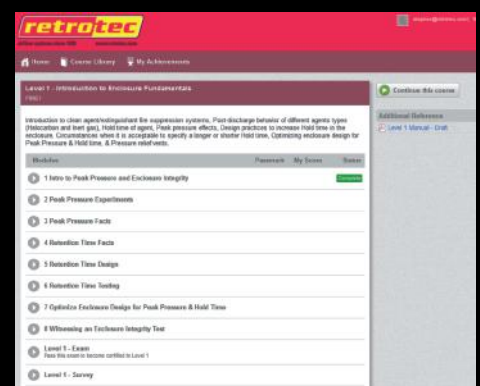 retrotec
Home Course Library My Achievements
Level 1 - Introduction to Enclosure Fundamentals
Continue this course
Introduction to clean agent/extinguishant fire suppression systems, Post-discharge behavior of different agents types
(Halocarbon and Inert gas), Hold time of agent, Peak pressure effects, Design practices to increase Hold time in the
enclosure. Circumstances when it is acceptable to specify a longer or shorter Hold time, Optimizing enclosure design for
Peak Pressure & Hold time, & Pressure relief vents.
Additional Reference
Level 1 Manual - Draft
Modules Passmark My Score Status
1 Intro to Peak Pressure and Enclosure Integrity Complete
2 Peak Pressure Experiments
3 Peak Pressure Facts
4 Retention Time Facts
5 Retention Time Design
6 Retention Time Testing
7 Optimize Enclosure Design for Peak Pressure & Hold Time
8 Witnessing an Enclosure Integrity Test
Level 1 - Exam
Pass this exam to become certified in Level 1
Level 1 - Survey